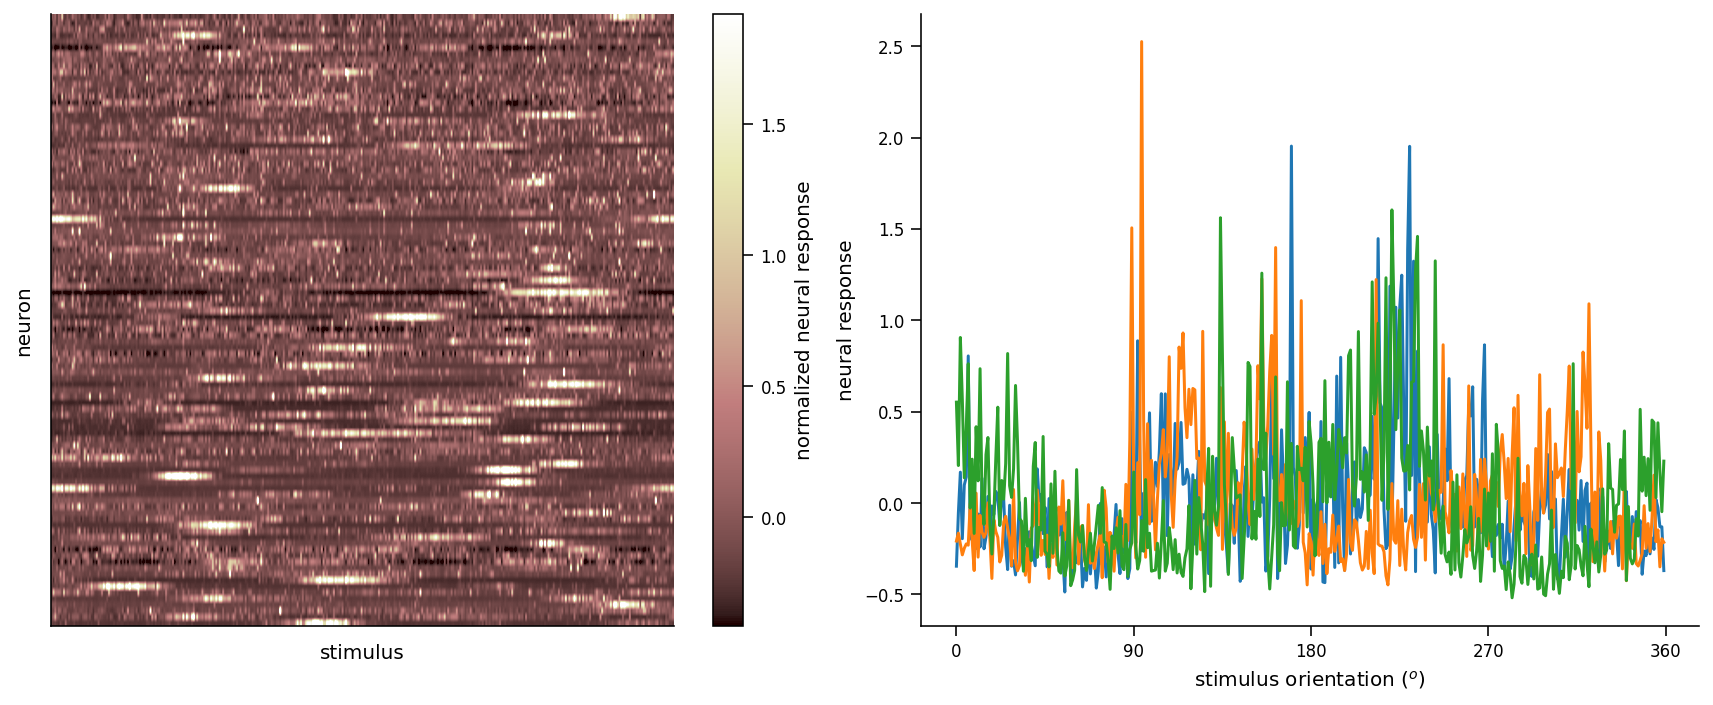 neuron
stimulus
1.5
1.0
0.5
0.0
normalized neural response
neural response
2.5
2.0
1.5
1.0
0.5
0.0
−0.5
0 90 180 270 360
stimulus orientation (o)